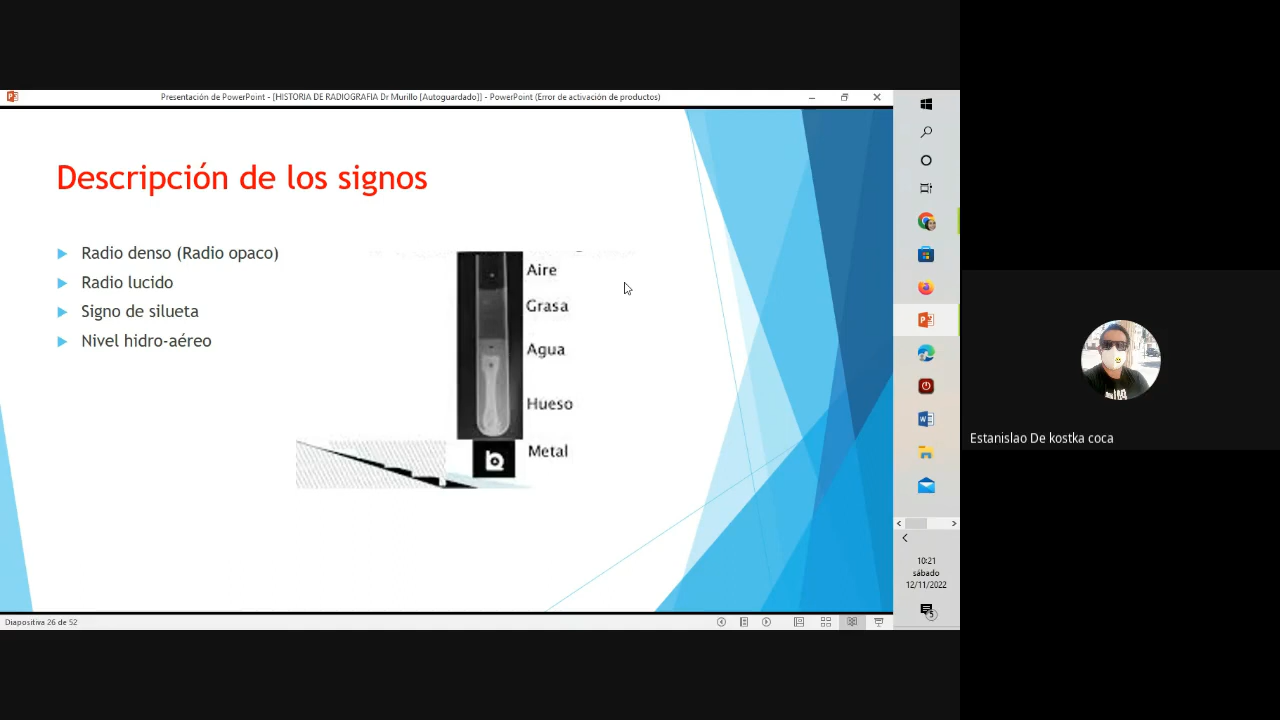 Presentación de PowerPoint - [HISTORIA DE RADIOGRAFIA Dr Murillo [Autoguardado]] - PowerPoint (Error de activación de productos)
Descripción de los signos
Radio denso (Radio opaco)
Radio lucido
Signo de silueta
Nivel hidro-aéreo
Aire
Grasa
Agua
Hueso
Metal
Estanislao De kostka coca
10:21
sábado
12/11/2022
5
Diapositiva 26 de 52